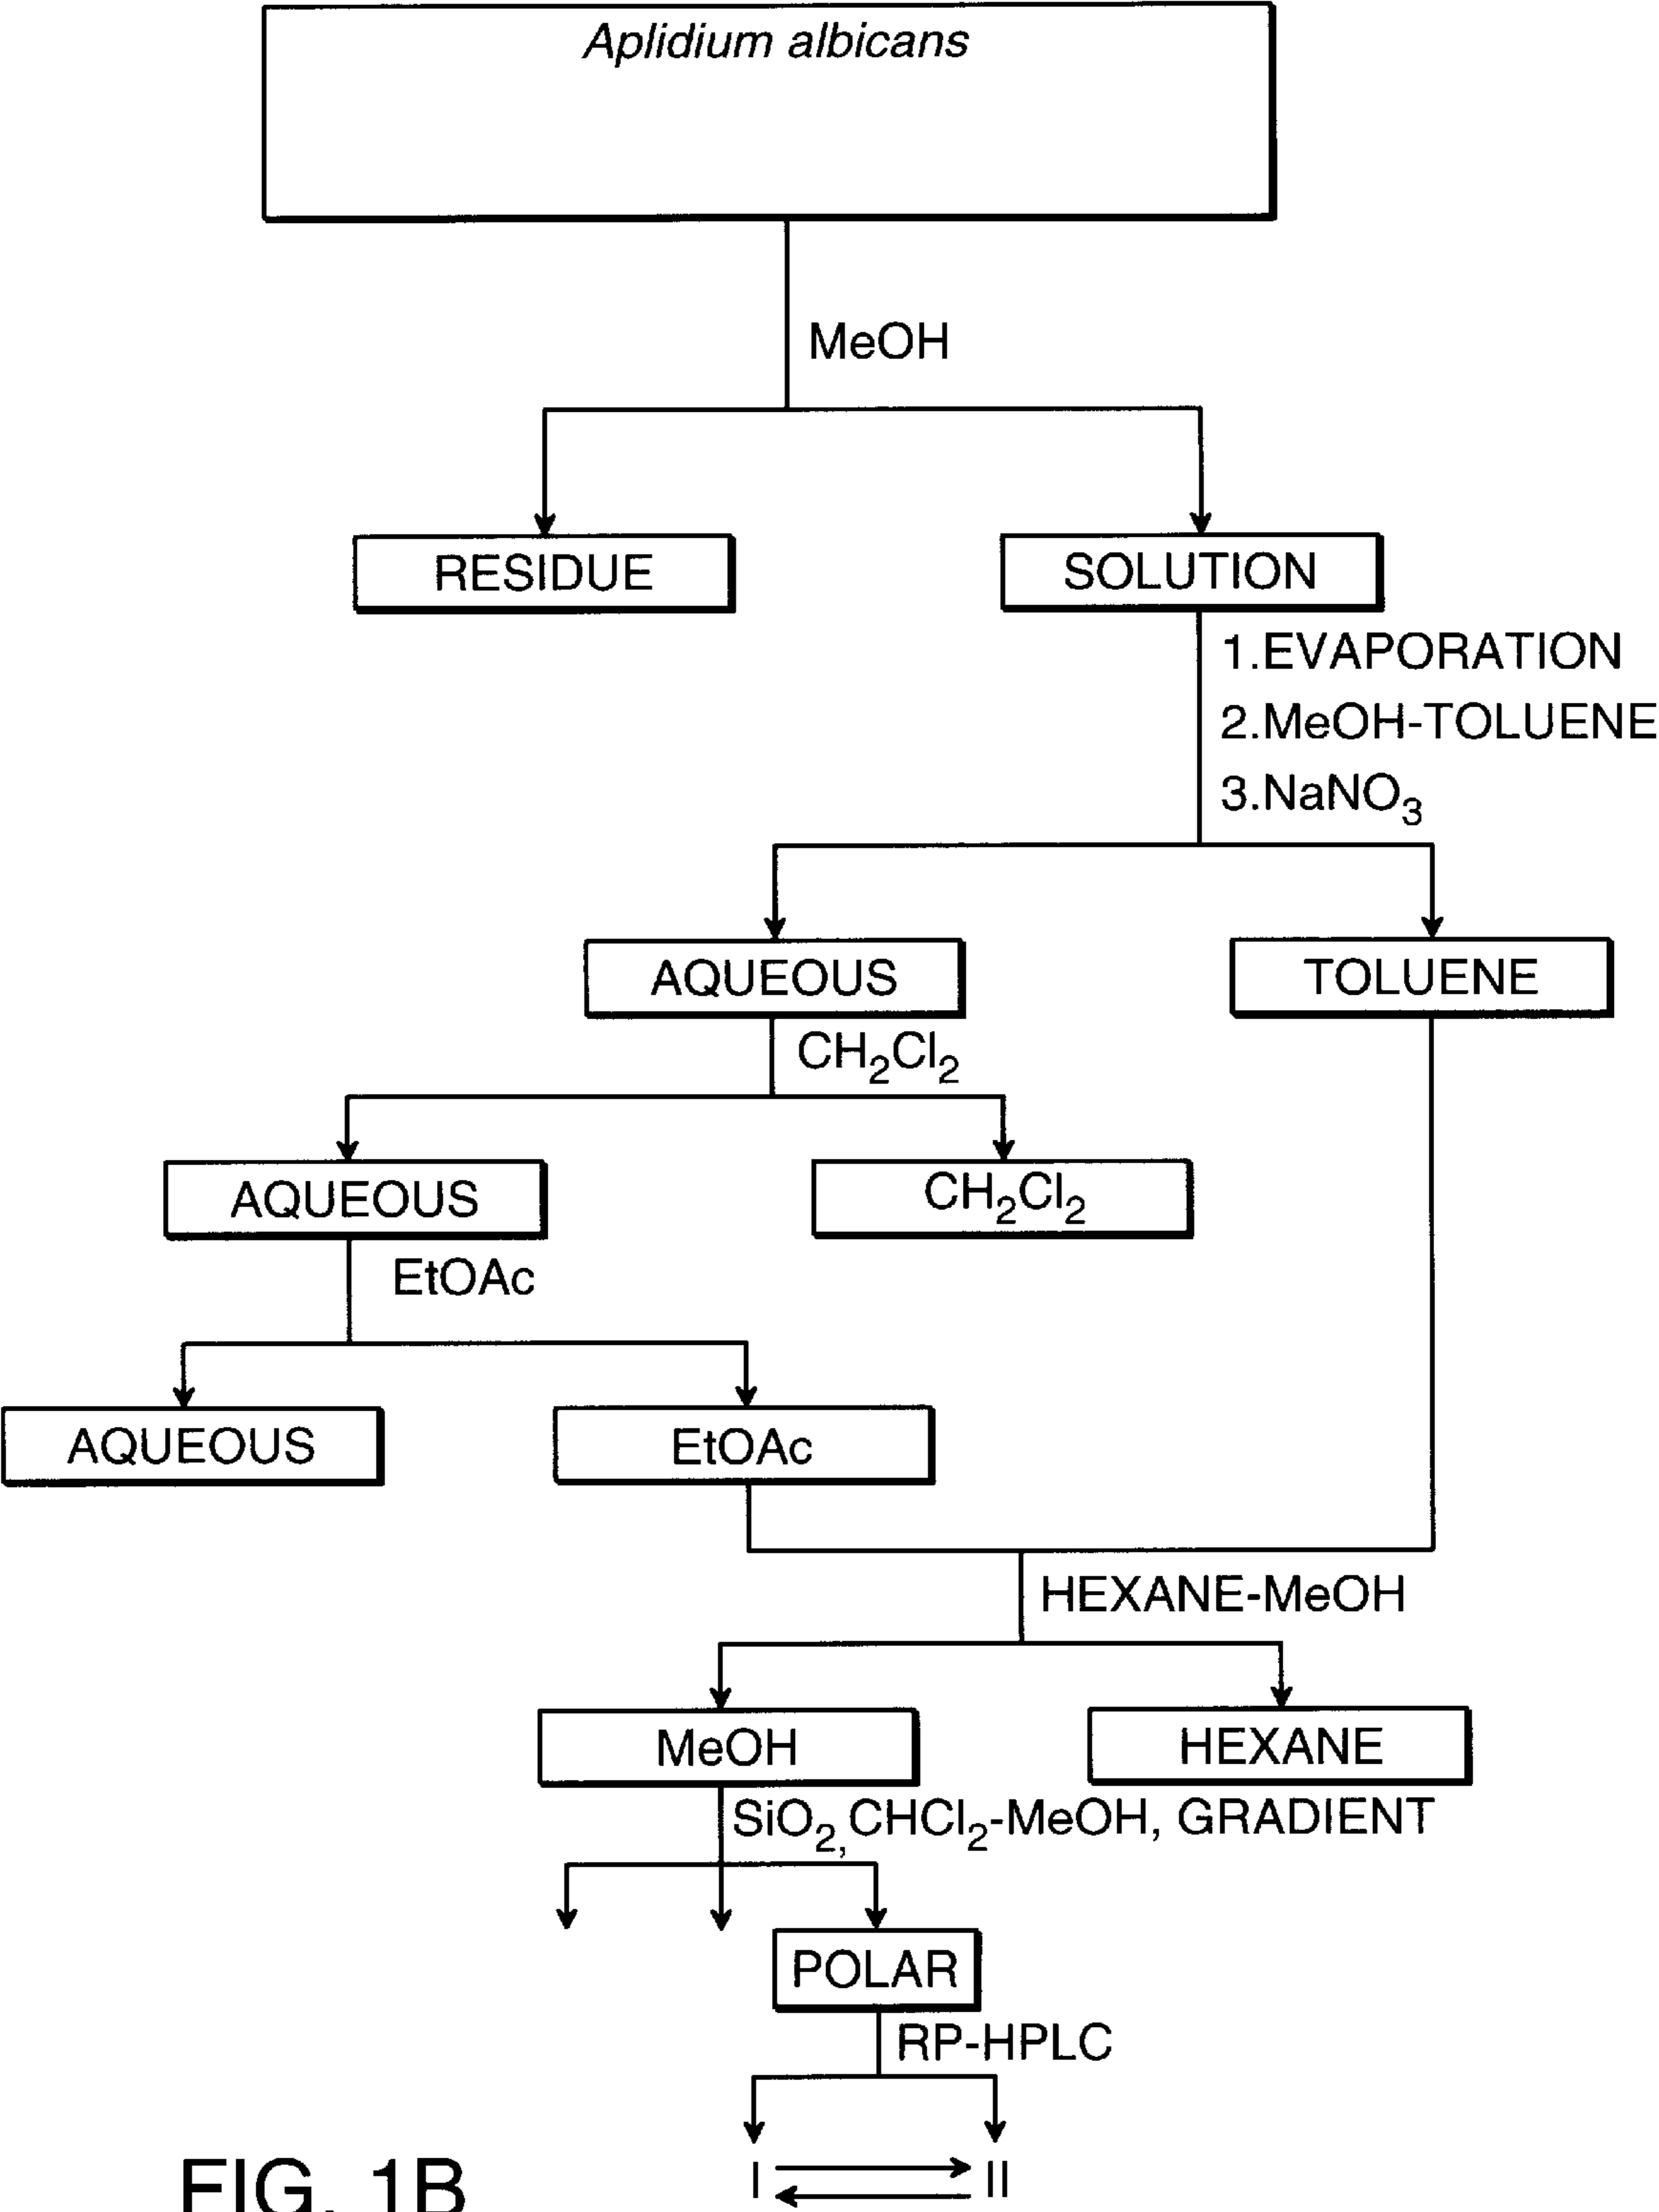 Aplidium albicans
MeOH
RESIDUE
SOLUTION
1.EVAPORATION
2.MeOH-TOLUENE
3.NaNO3
AQUEOUS
TOLUENE
CH2Cl2
AQUEOUS
CH2Cl2
EtOAc
AQUEOUS
EtOAc
HEXANE-MeOH
MeOH
HEXANE
SiO2,CHCl2-MeOH, GRADIENT
POLAR
RP-HPLC
I
II
FIG. 1B